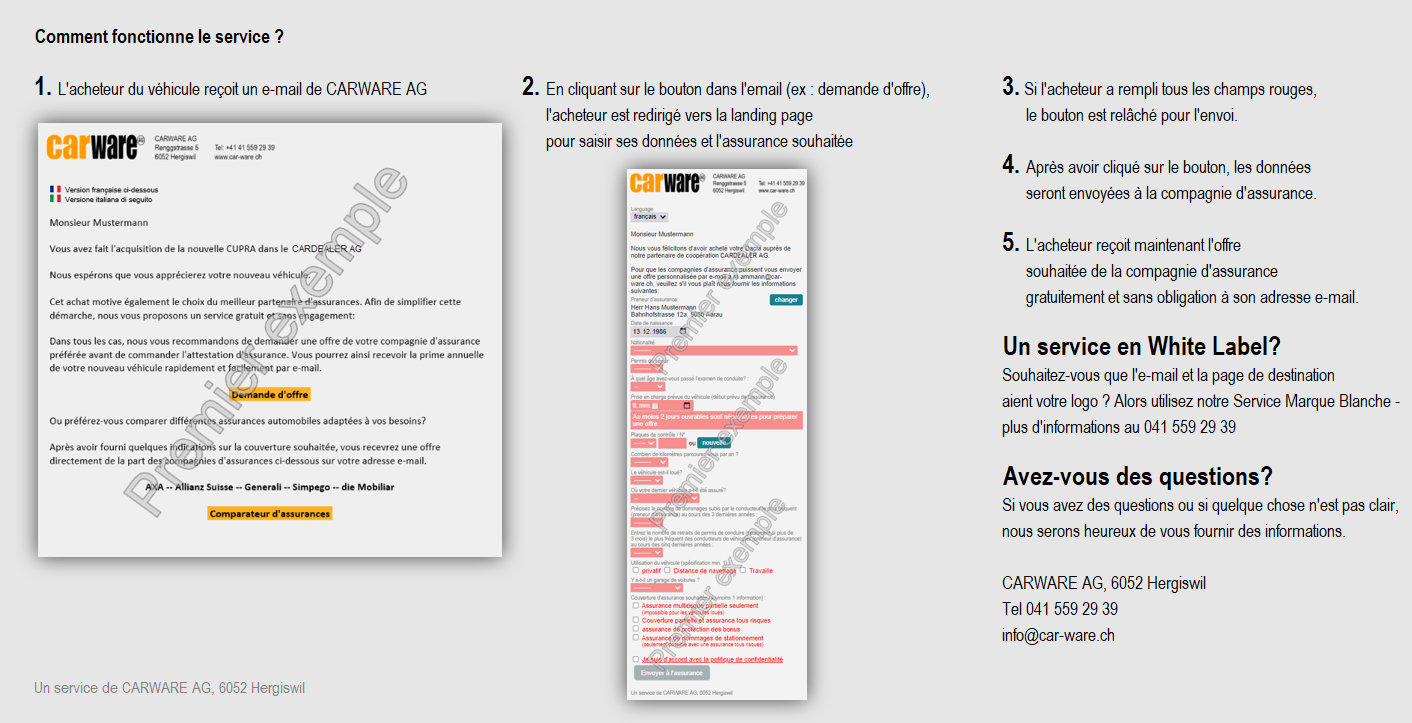 Comment fonctionne le service ?
1. L'acheteur du véhicule reçoit un e-mail de CARWARE AG
carware
CARWARE AG
Renggstrasse 5
6052 Hergiswil
Tel: +41 41 559 29 39
www.car-ware.ch
Version française ci-dessous
Versione italiana di seguito
Monsieur Mustermann
Vous avez fait l'acquisition de la nouvelle CUPRA dans le CARDEALER AG
Nous espérons que vous apprécierez votre nouveau véhicule.
Cet achat motive également le choix du meilleur partenaire d'assurances. Afin de simplifier cette
démarche, nous vous proposons un service gratuit et sans engagement:
Dans tous les cas, nous vous recommandons de demander une offre de votre compagnie d'assurance
préférée avant de commander l'attestation d'assurance. Vous pourrez ainsi recevoir la prime annuelle
de votre nouveau véhicule rapidement et facilement par e-mail.
Demande d'offre
Ou préférez-vous comparer différentes assurances automobiles adaptées à vos besoins?
Après avoir fourni quelques indications sur la couverture souhaitée, vous recevrez une offre
directement de la part des compagnies d'assurances ci-dessous sur votre adresse e-mail.
AXA -- Allianz Suisse -- Generali -- Simpego -- die Mobiliar
Comparateur d'assurances
Premier exemple
Un service de CARWARE AG, 6052 Hergiswil
2. En cliquant sur le bouton dans l'email (ex : demande d'offre),
l'acheteur est redirigé vers la landing page
pour saisir ses données et l'assurance souhaitée
carware
CARWARE AG
Renggstrasse 5
6052 Hergiswil
Tel: +41 41 559 29 39
www.car-ware.ch
Language
français
Monsieur Mustermann
Nous vous félicitons d'avoir acheté votre Dacia auprès de
notre partenaire de coopération CARDEALER AG.
Pour que les compagnies d'assurance puissent vous envoyer
une offre personnalisée par e-mail à m.ammann@car-
ware.ch, veuillez s'il vous plaît nous fournir les informations
suivantes:
Preneur d'assurance:
changer
Herr Hans Mustermann
Bahnhofstrasse 12a, 5000 Aarau
Date de naissance
13.12.1986
Nationalité
Permis de séjour
À quel âge avez-vous passé l'examen de conduite? :
Prise en charge prévue du véhicule (début prévu de l'assurance)
tt.mm.
Au moins 2 jours ouvrables sont nécessaires pour préparer
une offre.
Plaques de contrôle / N°
ou nouvelle
Combien de kilomètres parcourez-vous par an ?
Le véhicule est-il loué?
Où votre dernier véhicule a-t-il été assuré?
Précisez le nombre de dommages subis par le conducteur le plus fréquent
(preneur d'assurance) au cours des 3 dernières années :
Entrez le nombre de retraits de permis de conduire plus de
3 mois) le plus fréquent des conducteurs de véhicules (preneur d'assurance)
au cours des cinq dernières années :
Utilisation du véhicule (spécification min. 1)
privatif Distance de navettage Travaille
Y a-t-il un garage de voitures ?
Couverture d'assurance souhaitée (au moins 1 information) :
Assurance multirisque partielle seulement
(impossible pour les véhicules loués)
Couverture partielle et assurance tous risques
assurance de protection des bonus
Assurance de dommages de stationnement
(seulement possible avec une assurance tous risques)
Je suis d'accord avec la politique de confidentialité
Envoyer à l'assurance
Un service de CARWARE AG, 6052 Hergiswil
Premier exemple
Premier exemple
Premier exemple
3. Si l'acheteur a rempli tous les champs rouges,
le bouton est relâché pour l'envoi.
4. Après avoir cliqué sur le bouton, les données
seront envoyées à la compagnie d'assurance.
5. L'acheteur reçoit maintenant l'offre
souhaitée de la compagnie d'assurance
gratuitement et sans obligation à son adresse e-mail.
Un service en White Label?
Souhaitez-vous que l'e-mail et la page de destination
aient votre logo ? Alors utilisez notre Service Marque Blanche -
plus d'informations au 041 559 29 39
Avez-vous des questions?
Si vous avez des questions ou si quelque chose n'est pas clair,
nous serons heureux de vous fournir des informations.
CARWARE AG, 6052 Hergiswil
Tel 041 559 29 39
info@car-ware.ch